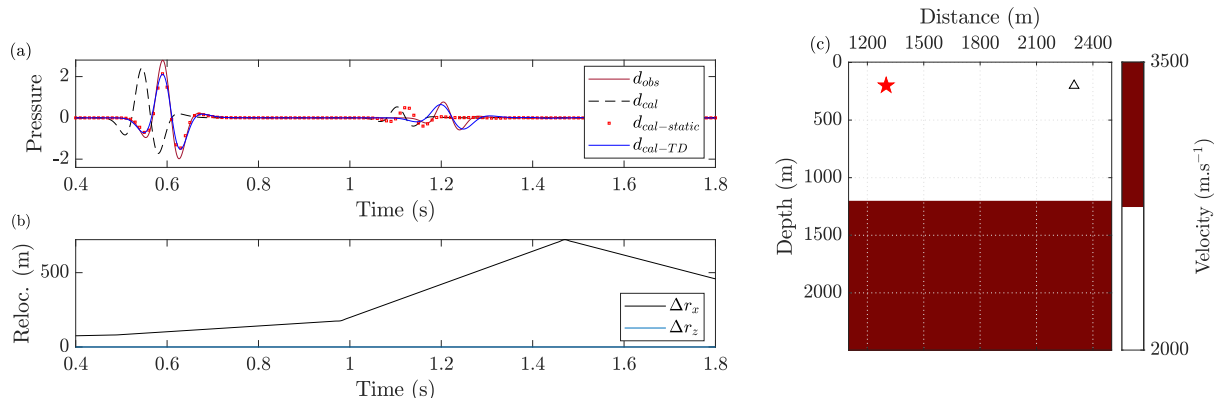 (a)
Pressure
2
0
-2
d_obs
d_cal
d_cal−static
d_cal−TD
0.4 0.6 0.8 1 1.2 1.4 1.6 1.8
Time (s)
(b)
Reloc. (m)
500
0
Δr_x
Δr_z
0.4 0.6 0.8 1 1.2 1.4 1.6 1.8
Time (s)
Distance (m)
(c)
1200 1500 1800 2100 2400
0
500
1000
1500
2000
Depth (m)
3500
2000
Velocity (m.s⁻¹)